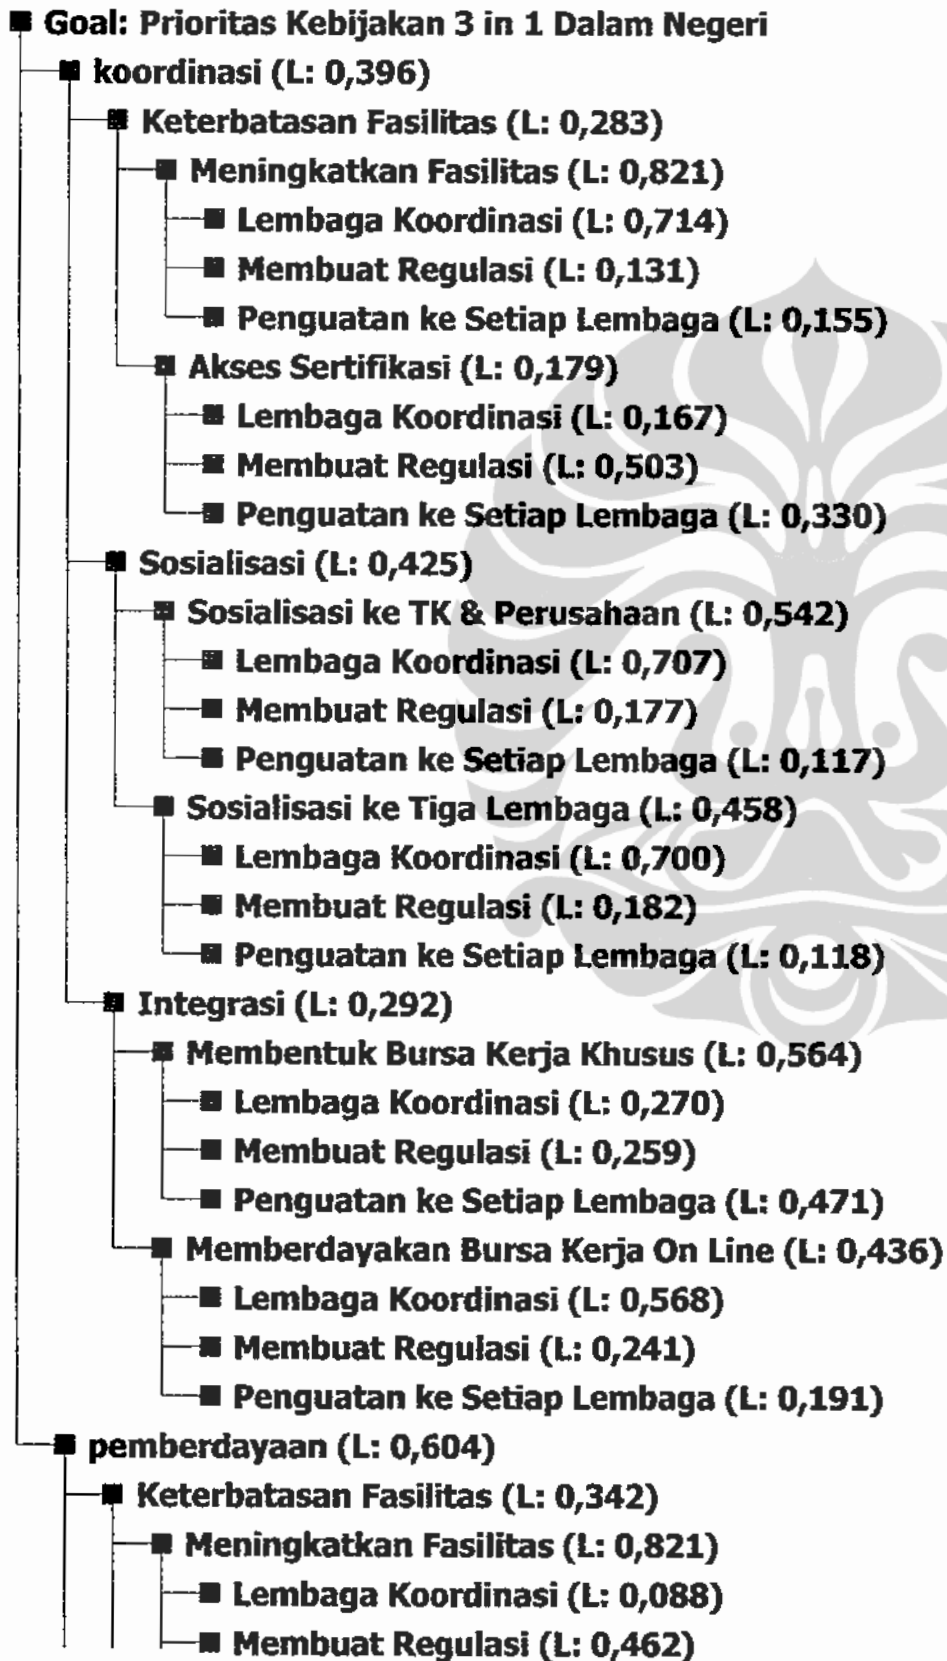 Goal: Prioritas Kebijakan 3 in 1 Dalam Negeri
koordinasi (L: 0,396)
Keterbatasan Fasilitas (L: 0,283)
Meningkatkan Fasilitas (L: 0,821)
Lembaga Koordinasi (L: 0,714)
Membuat Regulasi (L: 0,131)
Penguatan ke Setiap Lembaga (L: 0,155)
Akses Sertifikasi (L: 0,179)
Lembaga Koordinasi (L: 0,167)
Membuat Regulasi (L: 0,503)
Penguatan ke Setiap Lembaga (L: 0,330)
Sosialisasi (L: 0,425)
Sosialisasi ke TK & Perusahaan (L: 0,542)
Lembaga Koordinasi (L: 0,707)
Membuat Regulasi (L: 0,177)
Penguatan ke Setiap Lembaga (L: 0,117)
Sosialisasi ke Tiga Lembaga (L: 0,458)
Lembaga Koordinasi (L: 0,700)
Membuat Regulasi (L: 0,182)
Penguatan ke Setiap Lembaga (L: 0,118)
Integrasi (L: 0,292)
Membentuk Bursa Kerja Khusus (L: 0,564)
Lembaga Koordinasi (L: 0,270)
Membuat Regulasi (L: 0,259)
Penguatan ke Setiap Lembaga (L: 0,471)
Memberdayakan Bursa Kerja On Line (L: 0,436)
Lembaga Koordinasi (L: 0,568)
Membuat Regulasi (L: 0,241)
Penguatan ke Setiap Lembaga (L: 0,191)
pemberdayaan (L: 0,604)
Keterbatasan Fasilitas (L: 0,342)
Meningkatkan Fasilitas (L: 0,821)
Lembaga Koordinasi (L: 0,088)
Membuat Regulasi (L: 0,462)